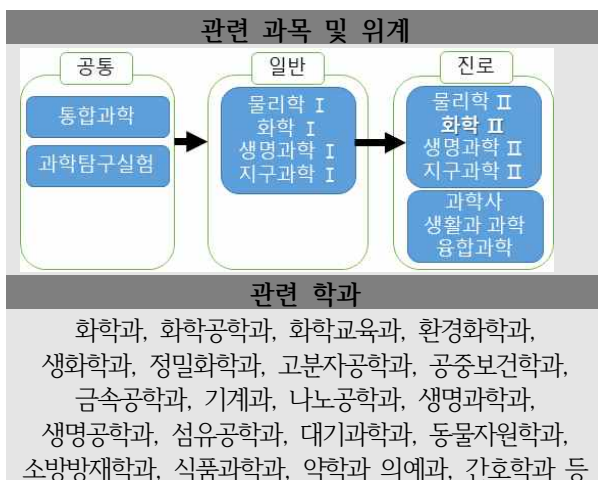 관련 과목 및 위계
공통
통합과학
과학탐구실험
일반
물리학 Ⅰ
화학 Ⅰ
생명과학 Ⅰ
지구과학 Ⅰ
진로
물리학 Ⅱ
화학 Ⅱ
생명과학 Ⅱ
지구과학 Ⅱ
과학사
생활과 과학
융합과학
관련 학과
화학과, 화학공학과, 화학교육과, 환경화학과,
생화학과, 정밀화학과, 고분자공학과, 공중보건학과,
금속공학과, 기계과, 나노공학과, 생명과학과,
생명공학과, 섬유공학과, 대기과학과, 동물자원학과,
소방방재학과, 식품과학과, 약학과 의예과, 간호학과 등